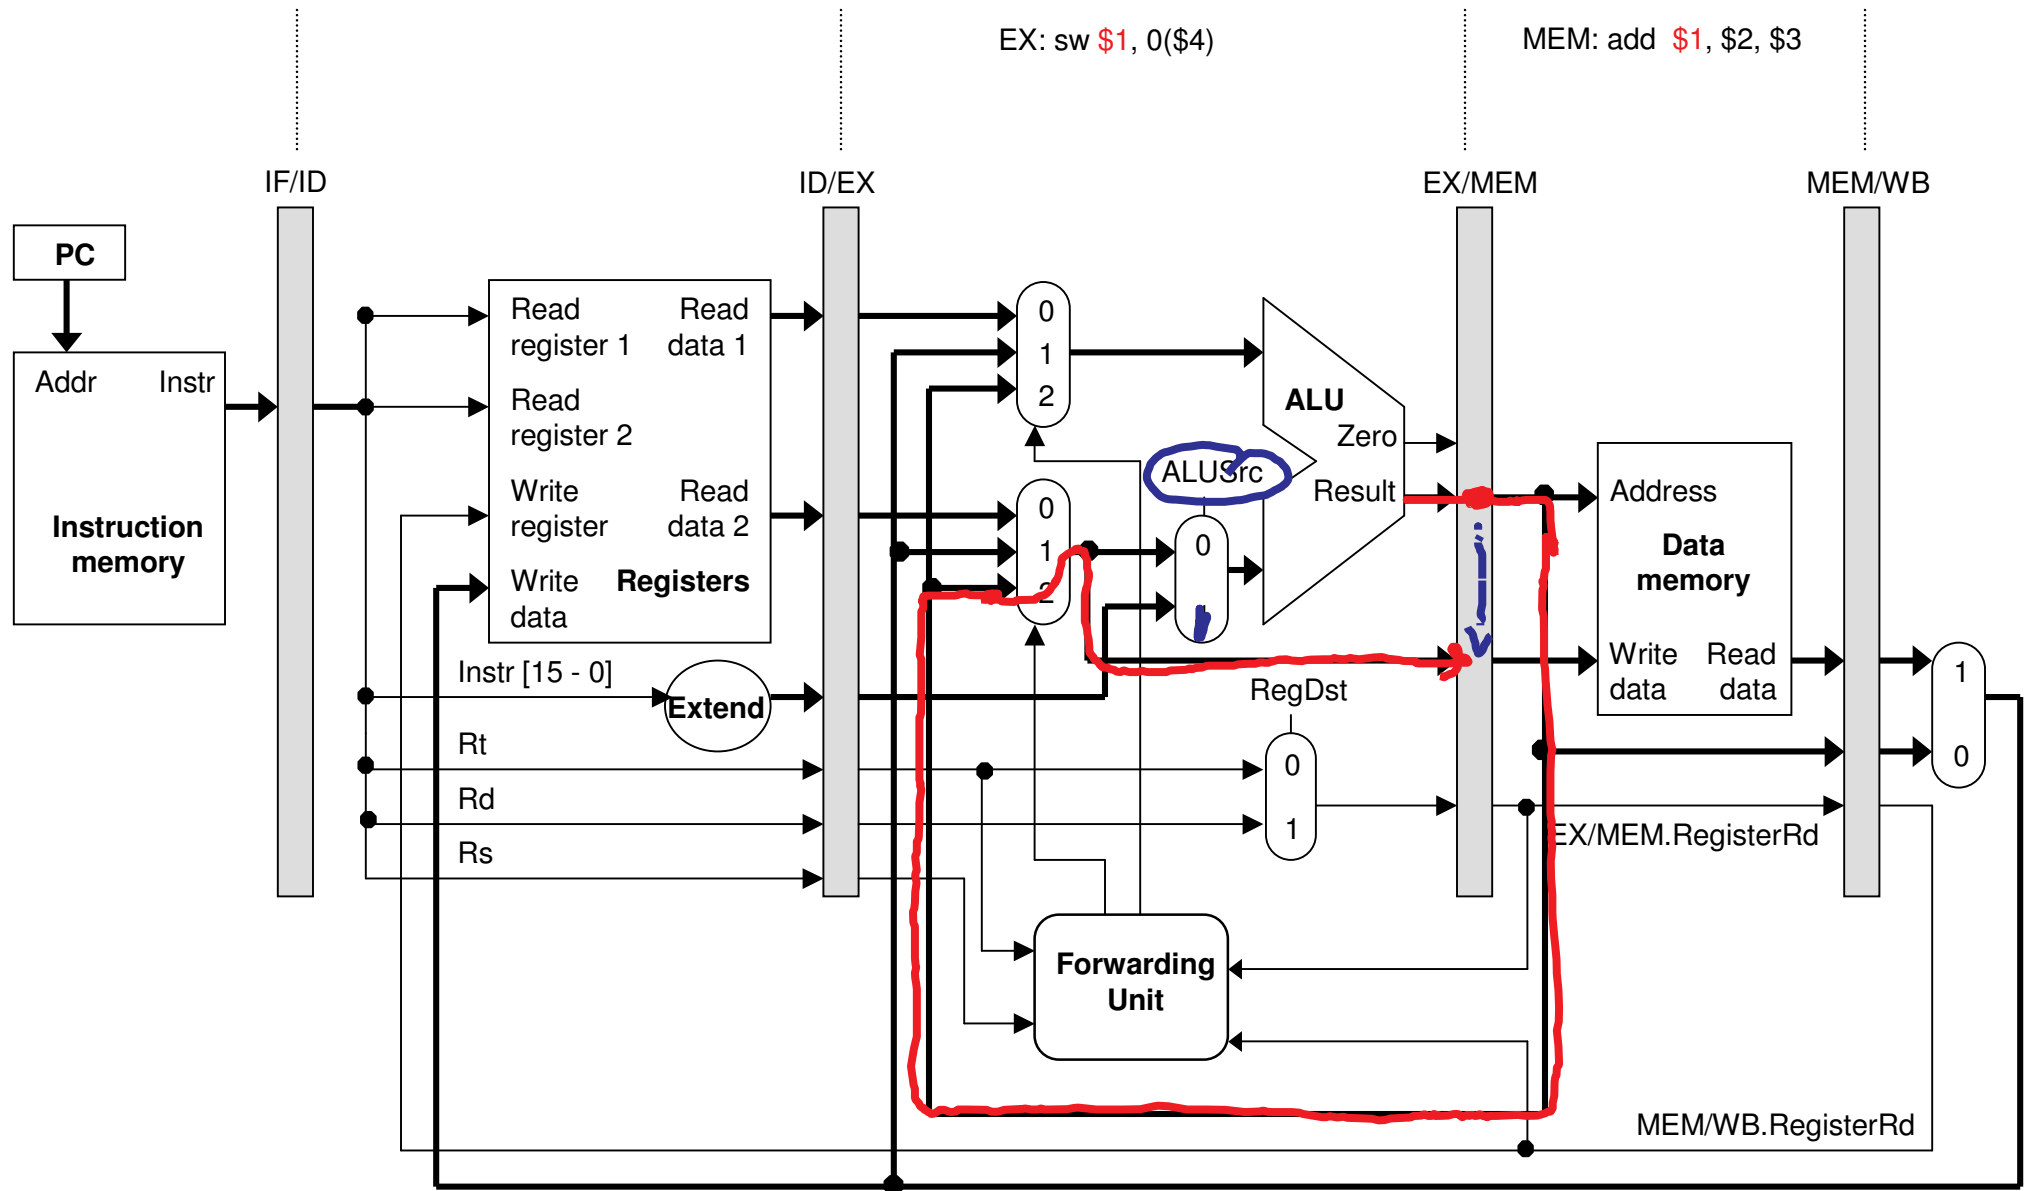 EX: sw $1, 0($4)
MEM: add $1, $2, $3
IF/ID
ID/EX
EX/MEM
MEM/WB
PC
Addr Instr
Instruction
memory
Read
register 1
Read
data 1
Read
register 2
Write
register
Read
data 2
Write
data
Registers
Instr [15 - 0]
Extend
Rt
Rd
Rs
0
1
2
0
1
2
ALUSrc
0
ALU
Zero
Result
RegDst
0
1
Forwarding
Unit
Address
Data
memory
Write
data
Read
data
1
0
EX/MEM.RegisterRd
MEM/WB.RegisterRd